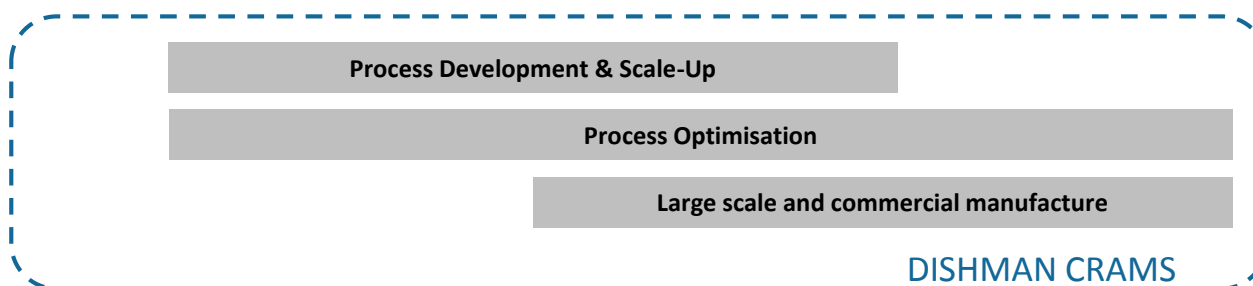 Process Development & Scale-Up
Process Optimisation
Large scale and commercial manufacture
DISHMAN CRAMS